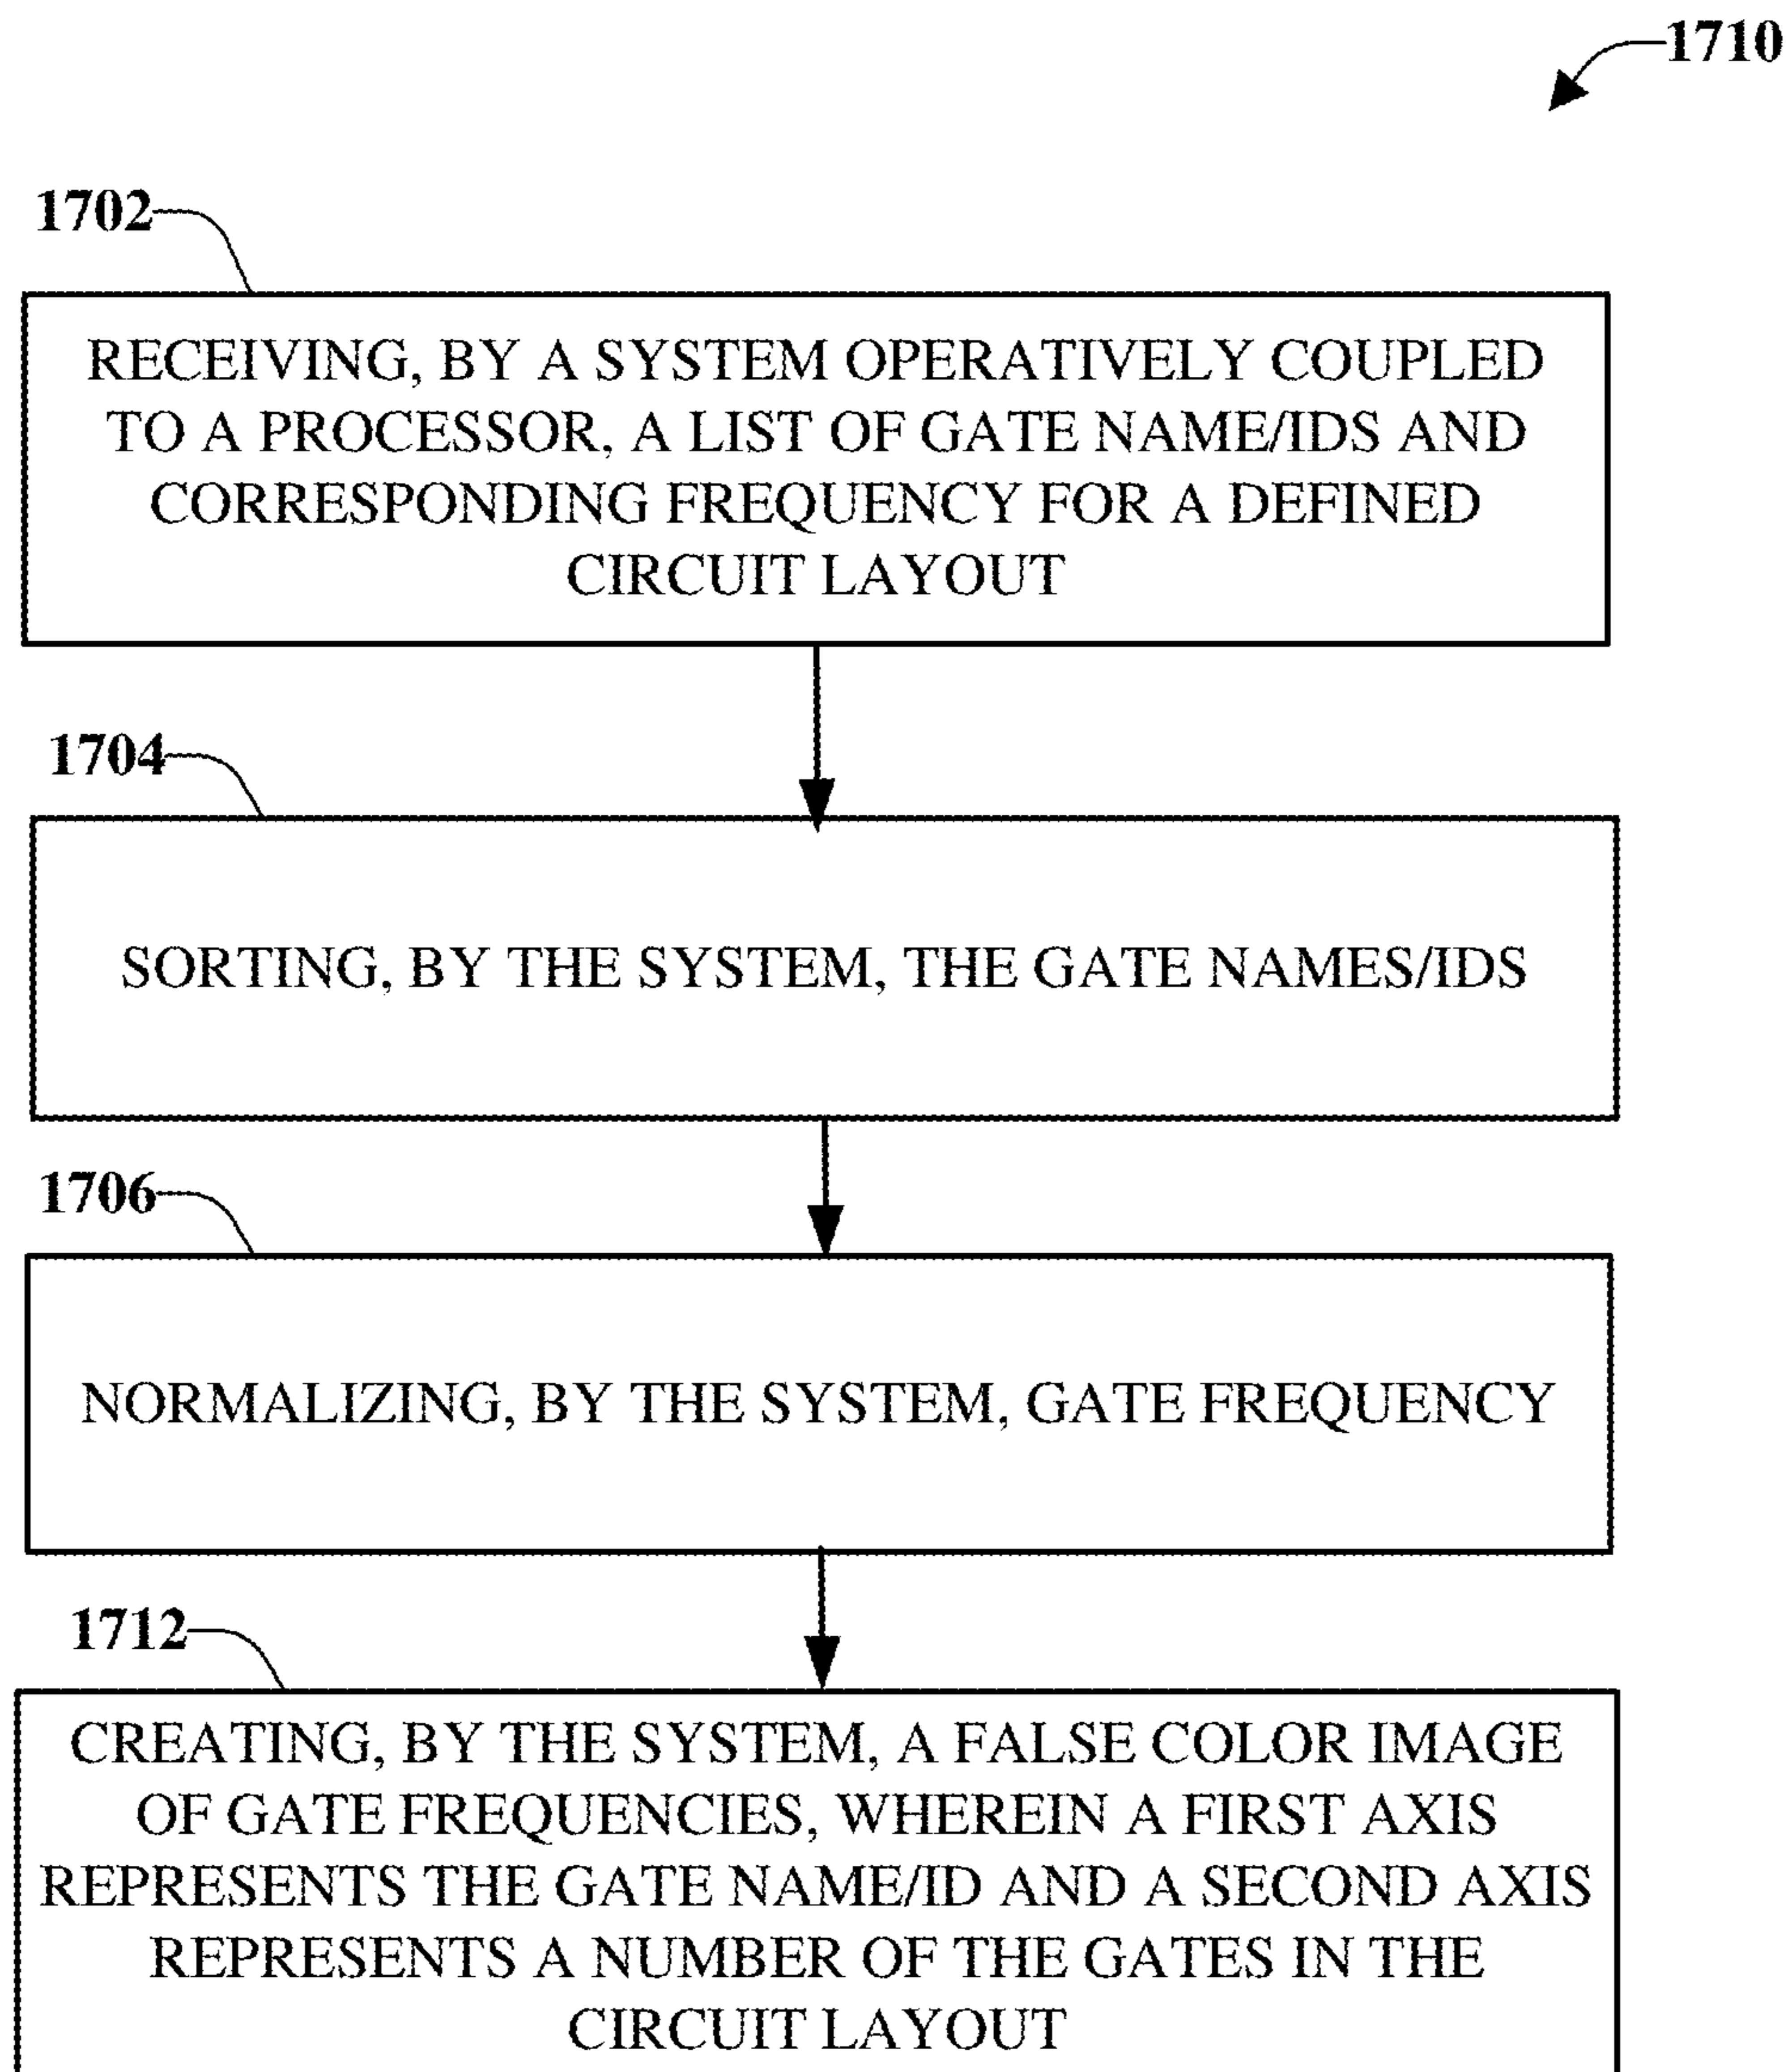 1710
1702
RECEIVING, BY A SYSTEM OPERATIVELY COUPLED
TO A PROCESSOR, A LIST OF GATE NAME/IDS AND
CORRESPONDING FREQUENCY FOR A DEFINED
CIRCUIT LAYOUT
1704
SORTING, BY THE SYSTEM, THE GATE NAMES/IDS
1706
NORMALIZING, BY THE SYSTEM, GATE FREQUENCY
1712
CREATING, BY THE SYSTEM, A FALSE COLOR IMAGE
OF GATE FREQUENCIES, WHEREIN A FIRST AXIS
REPRESENTS THE GATE NAME/ID AND A SECOND AXIS
REPRESENTS A NUMBER OF THE GATES IN THE
CIRCUIT LAYOUT